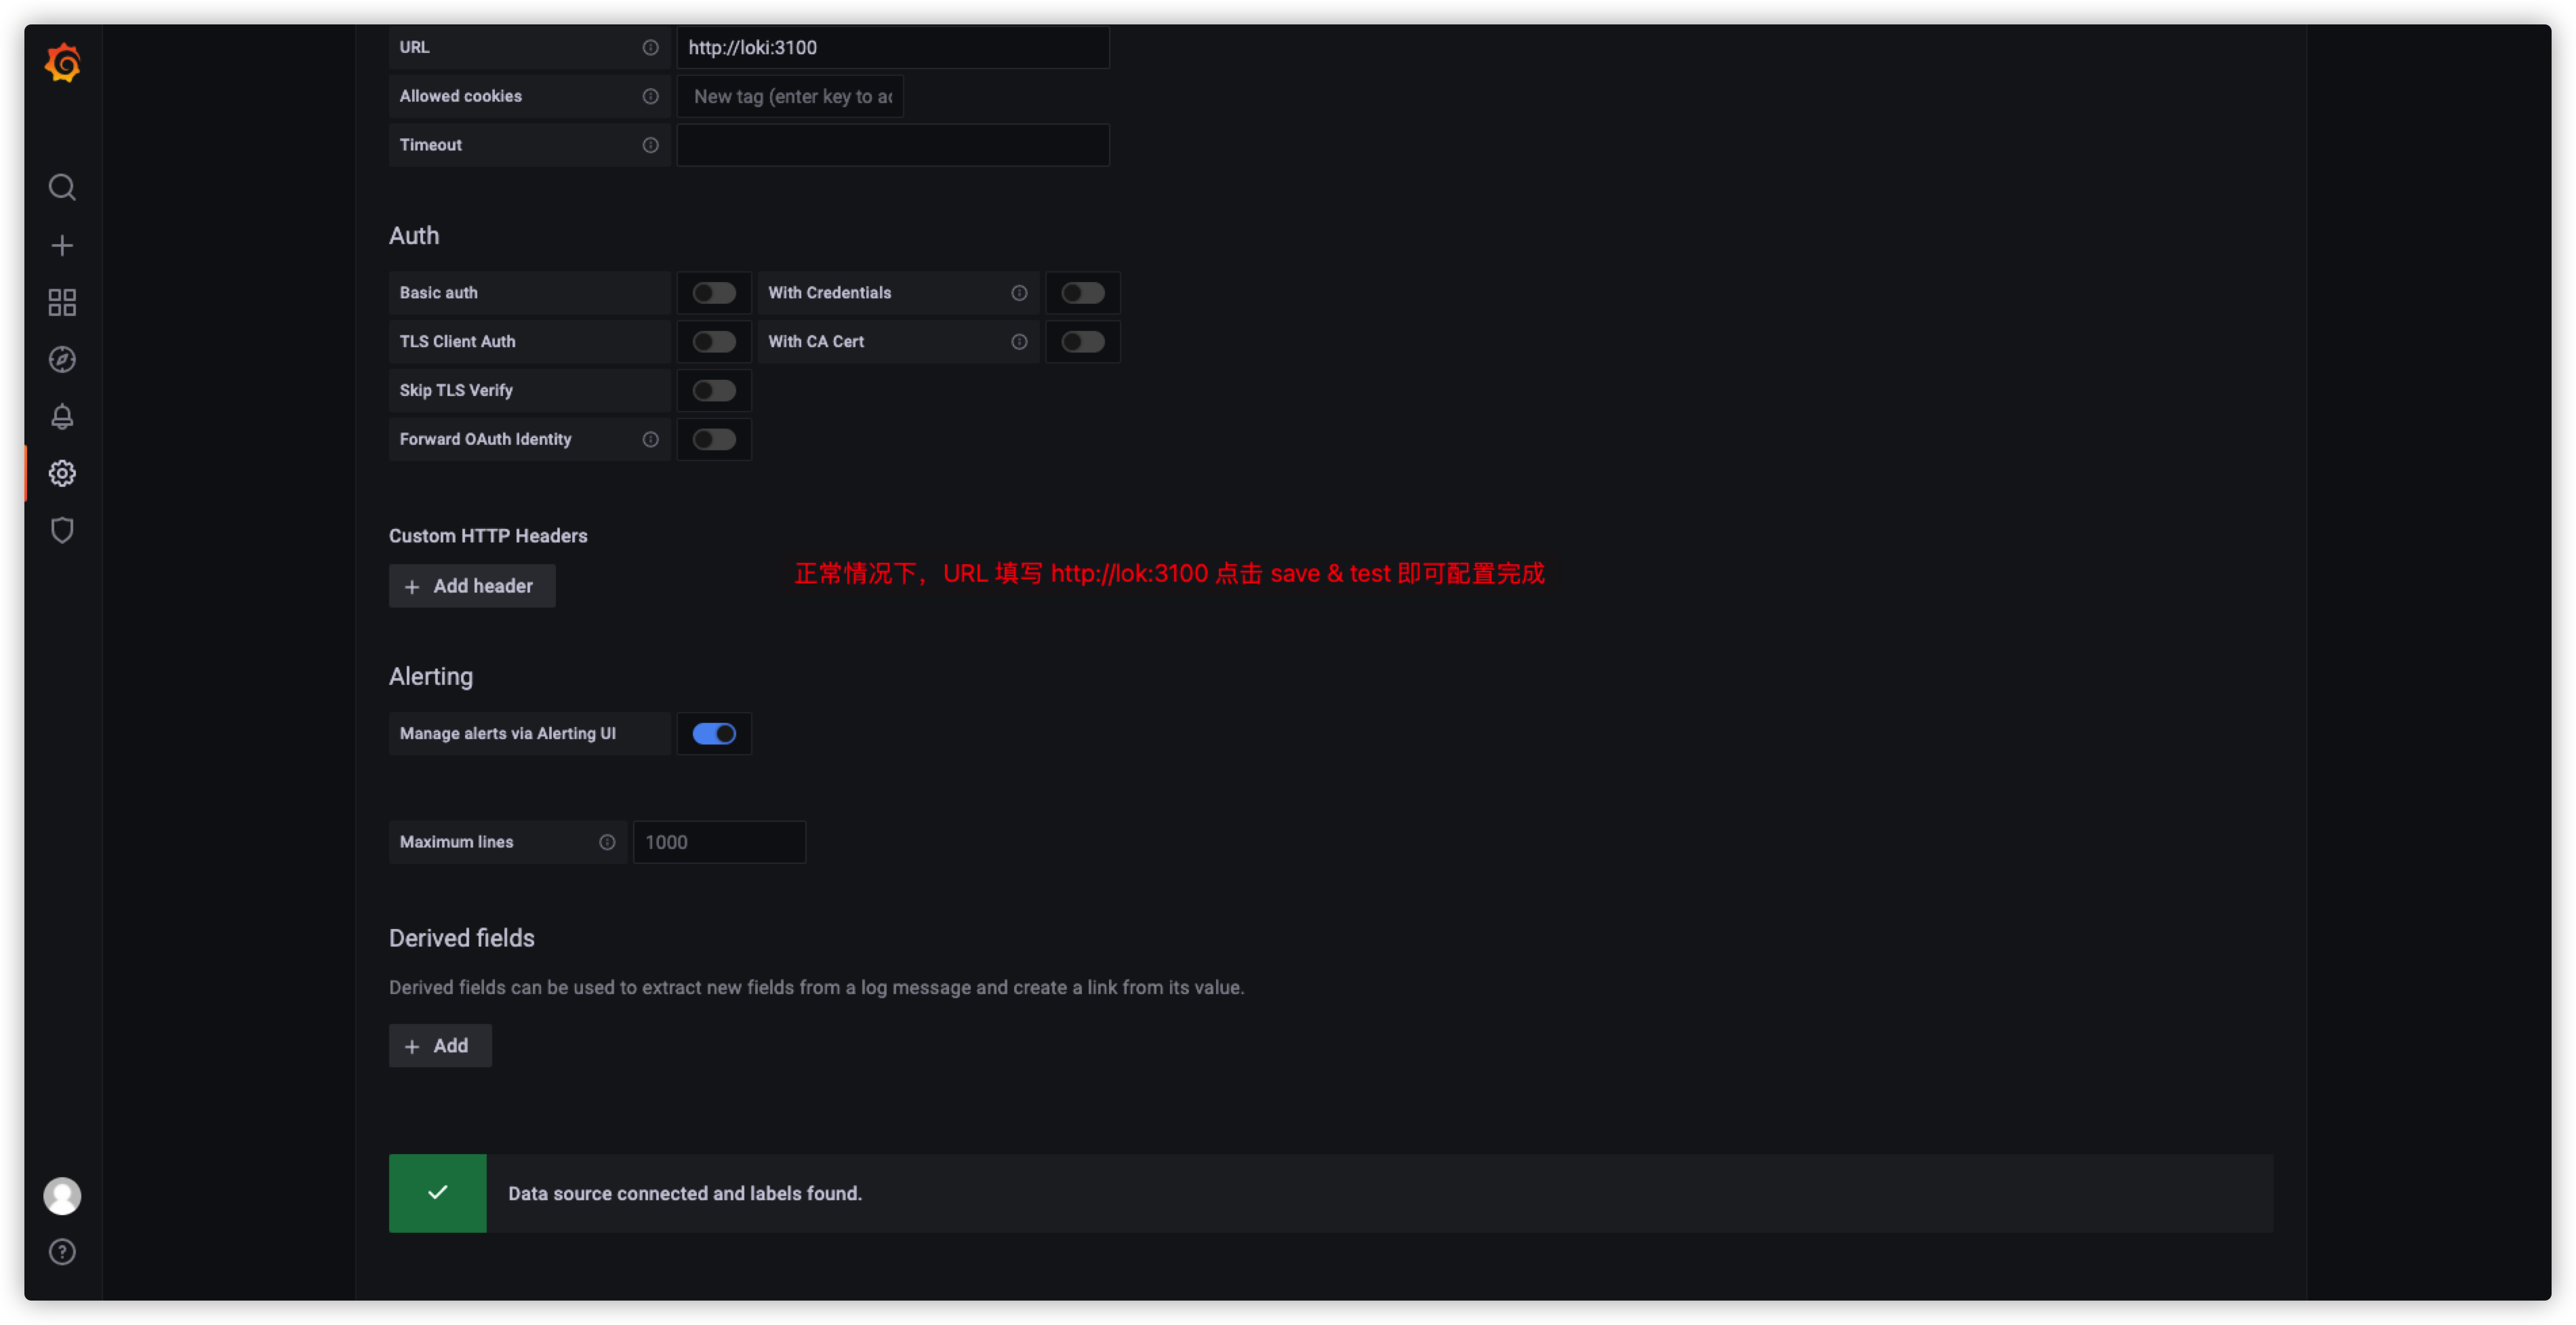 URL
http://loki:3100
Allowed cookies
New tag (enter key to ac
Timeout
Auth
Basic auth
With Credentials
TLS Client Auth
With CA Cert
Skip TLS Verify
Forward OAuth Identity
Custom HTTP Headers
正常情况下，URL 填写 http://lok:3100 点击 save & test 即可配置完成
+ Add header
Alerting
Manage alerts via Alerting UI
Maximum lines
1000
Derived fields
Derived fields can be used to extract new fields from a log message and create a link from its value.
+ Add
Data source connected and labels found.